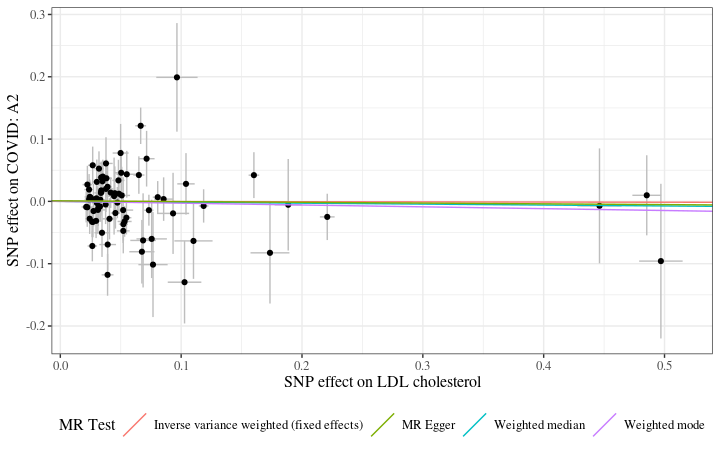 0.3
0.2
0.1
0.0
-0.1
-0.2
SNP effect on COVID: A2
0.0 0.1 0.2 0.3 0.4 0.5
SNP effect on LDL cholesterol
MR Test Inverse variance weighted (fixed effects) MR Egger Weighted median Weighted mode